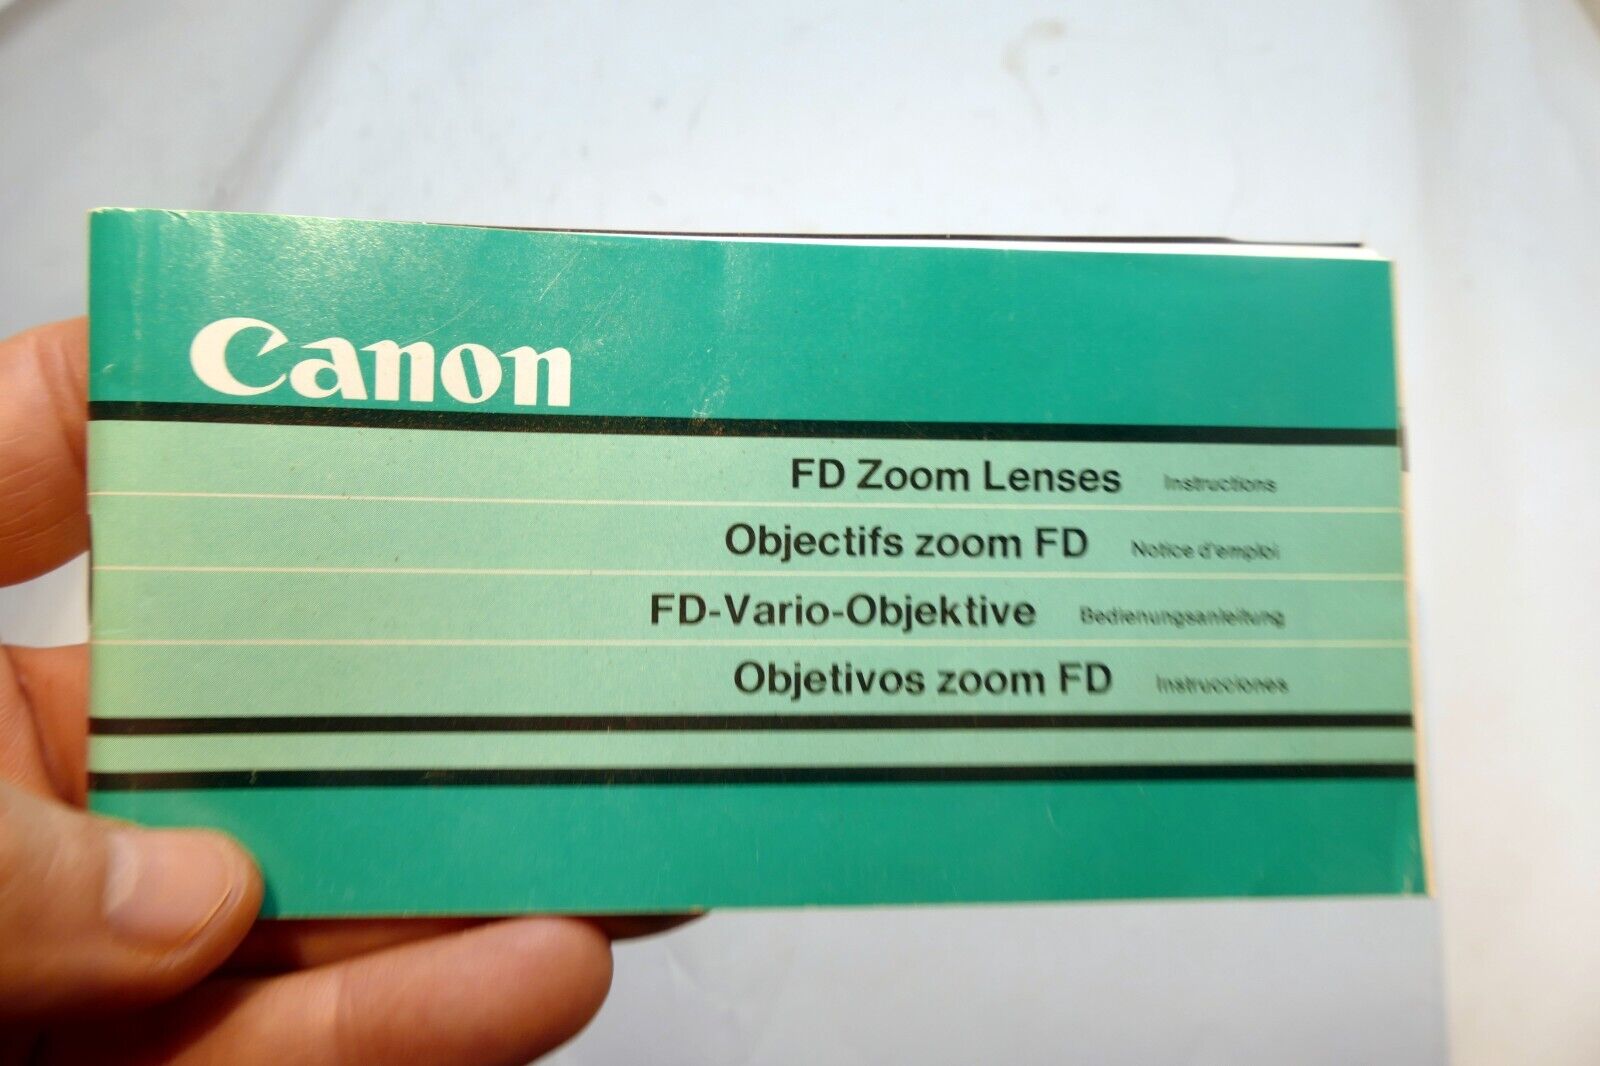 Canon
FD Zoom Lenses Instructions
Objectifs zoom FD Notice d'emploi
FD-Vario-Objektive Bedienungsanleitung
Objetivos zoom FD Instrucciones